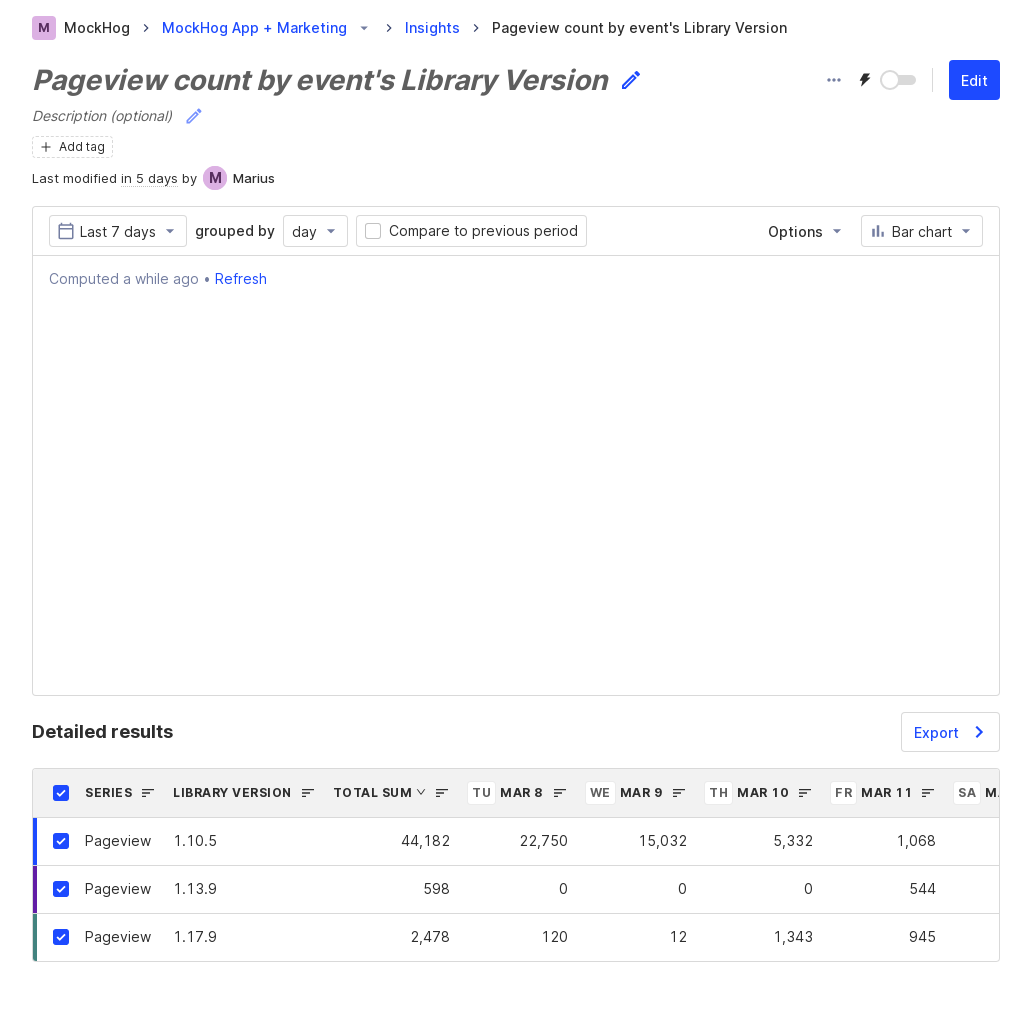 M MockHog > MockHog App + Marketing > Insights > Pageview count by event's Library Version
Pageview count by event's Library Version
Edit
Description (optional)
+ Add tag
Last modified in 5 days by M Marius
Last 7 days grouped by day Compare to previous period Options Bar chart
Computed a while ago • Refresh
Detailed results
Export
SERIES LIBRARY VERSION TOTAL SUM TU MAR 8 WE MAR 9 TH MAR 10 FR MAR 11 SA
Pageview 1.10.5 44,182 22,750 15,032 5,332 1,068
Pageview 1.13.9 598 0 0 0 544
Pageview 1.17.9 2,478 120 12 1,343 945